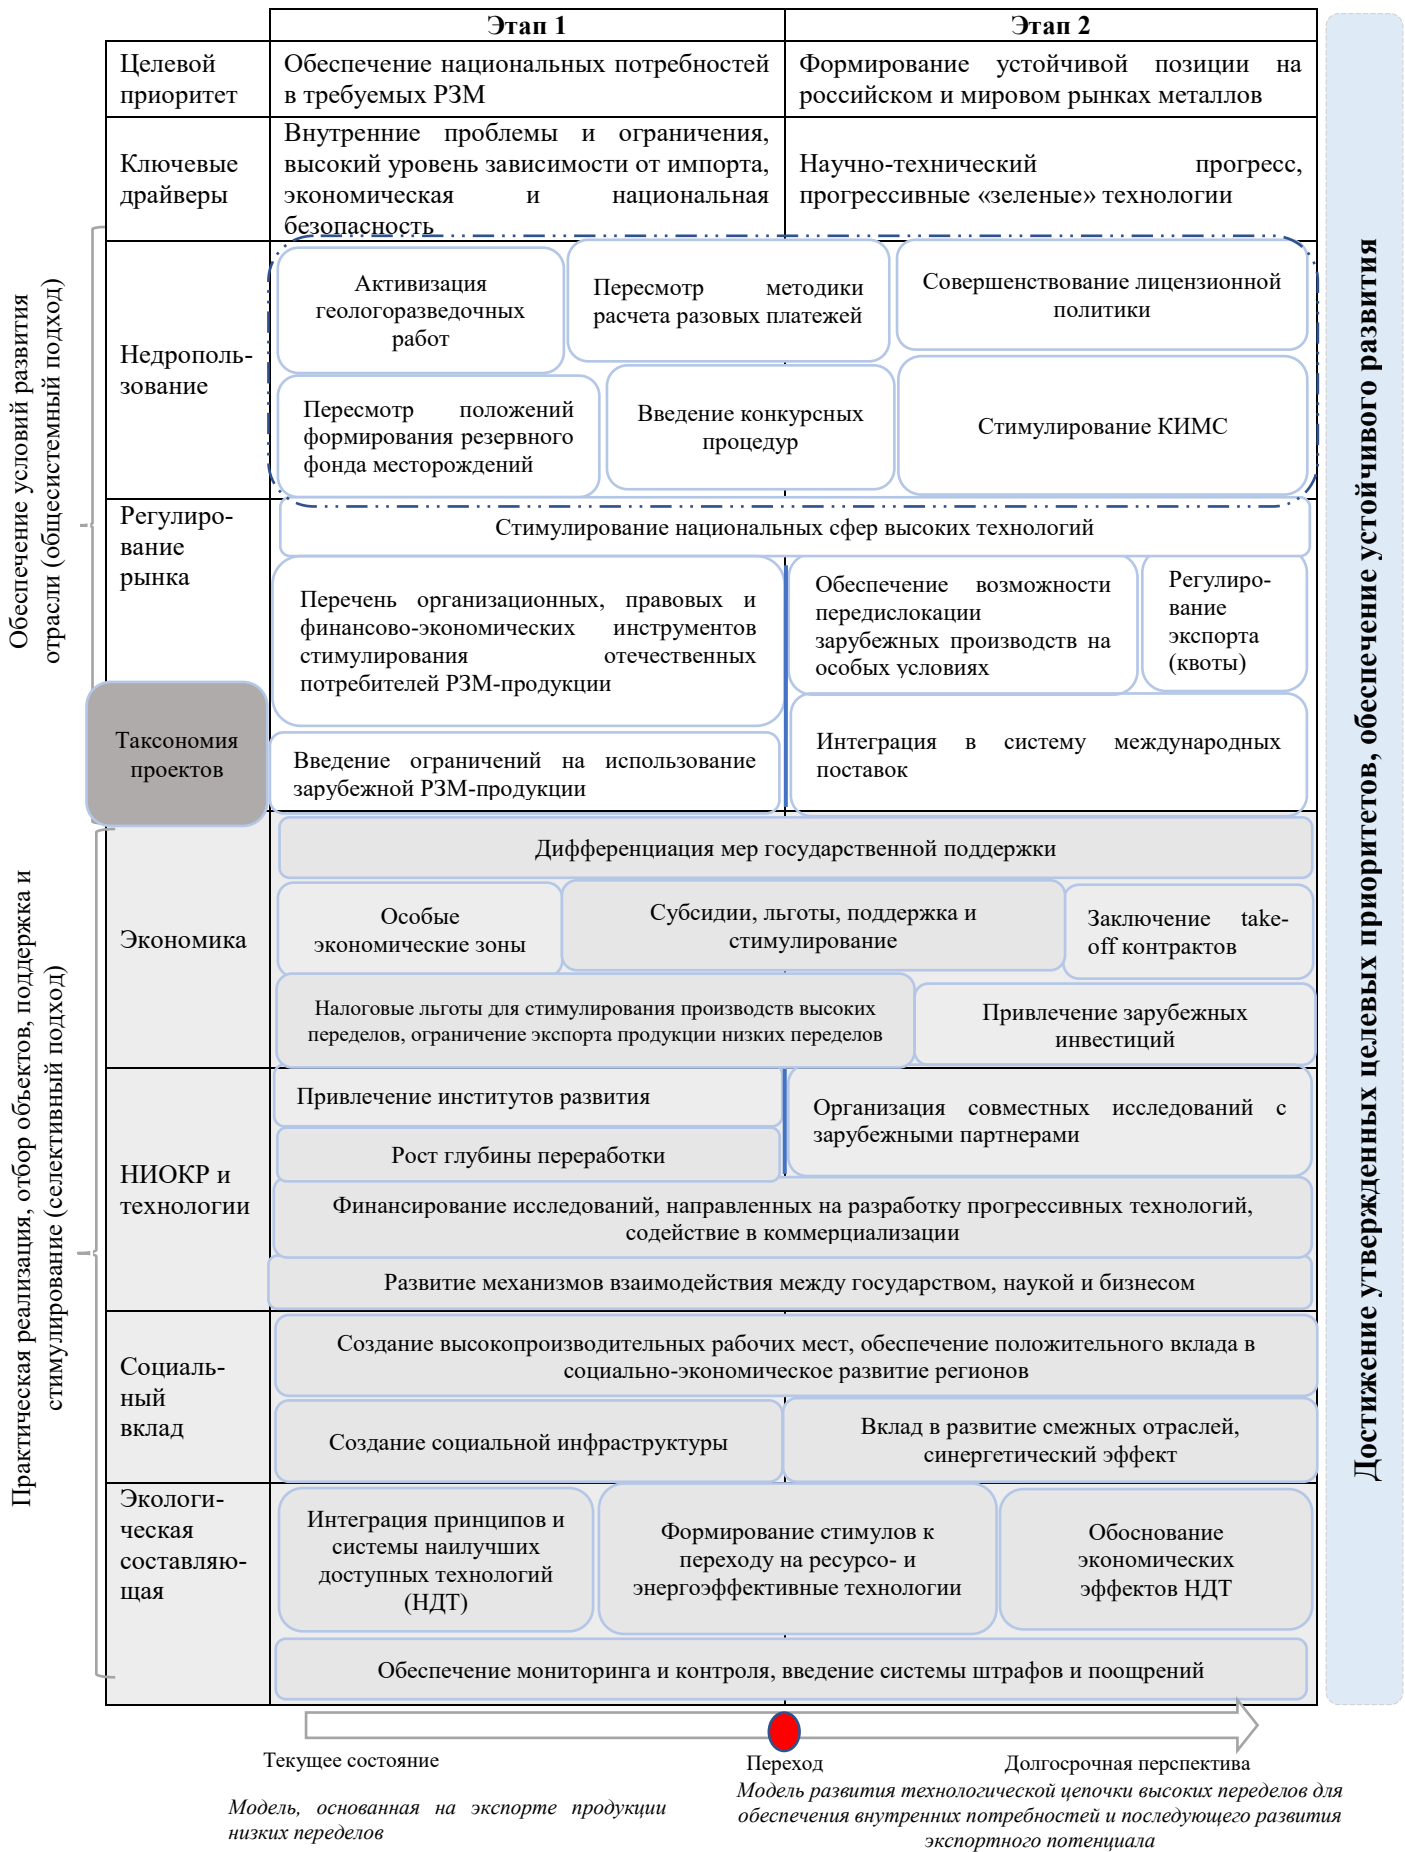 Этап 1
Этап 2
Целевой
приоритет
Обеспечение национальных потребностей
в требуемых РЗМ
Формирование устойчивой позиции на
российском и мировом рынках металлов
Ключевые
драйверы
Внутренние проблемы и ограничения,
высокий уровень зависимости от импорта,
экономическая и национальная
безопасность
Научно-технический прогресс,
прогрессивные «зеленые» технологии
Обеспечение условий развития
отрасли (общесистемный подход)
Недрополь-
зование
Активизация
геологоразведочных
работ
Пересмотр методики
расчета разовых платежей
Совершенствование лицензионной
политики
Пересмотр положений
формирования резервного
фонда месторождений
Введение конкурсных
процедур
Стимулирование КИМС
Регулиро-
вание
рынка
Стимулирование национальных сфер высоких технологий
Перечень организационных, правовых и
финансово-экономических инструментов
стимулирования отечественных
потребителей РЗМ-продукции
Обеспечение возможности
передислокации
зарубежных производств на
особых условиях
Регулиро-
вание
экспорта
(квоты)
Таксономия
проектов
Введение ограничений на использование
зарубежной РЗМ-продукции
Интеграция в систему международных
поставок
Практическая реализация, отбор объектов, поддержка и
стимулирование (селективный подход)
Экономика
Дифференциация мер государственной поддержки
Особые
экономические зоны
Субсидии, льготы, поддержка и
стимулирование
Заключение take-
off контрактов
Налоговые льготы для стимулирования производств высоких
переделов, ограничение экспорта продукции низких переделов
Привлечение зарубежных
инвестиций
НИОКР и
технологии
Привлечение институтов развития
Рост глубины переработки
Организация совместных исследований с
зарубежными партнерами
Финансирование исследований, направленных на разработку прогрессивных технологий,
содействие в коммерциализации
Развитие механизмов взаимодействия между государством, наукой и бизнесом
Социаль-
ный
вклад
Создание высокопроизводительных рабочих мест, обеспечение положительного вклада в
социально-экономическое развитие регионов
Создание социальной инфраструктуры
Вклад в развитие смежных отраслей,
синергетический эффект
Экологи-
ческая
составляю-
щая
Интеграция принципов и
системы наилучших
доступных технологий
(НДТ)
Формирование стимулов к
переходу на ресурсо- и
энергоэффективные технологии
Обоснование
экономических
эффектов НДТ
Обеспечение мониторинга и контроля, введение системы штрафов и поощрений
Достижение утвержденных целевых приоритетов, обеспечение устойчивого развития
Текущее состояние
Переход
Долгосрочная перспектива
Модель, основанная на экспорте продукции
низких переделов
Модель развития технологической цепочки высоких переделов для
обеспечения внутренних потребностей и последующего развития
экспортного потенциала